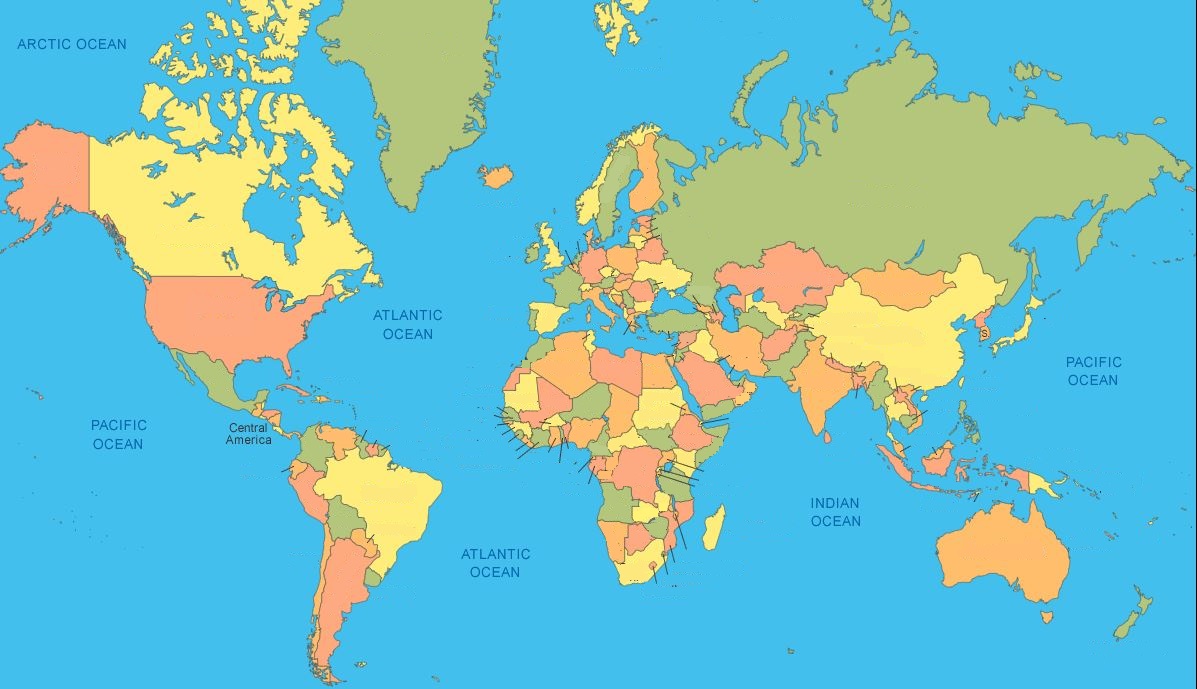 ARCTIC OCEAN
ATLANTIC
OCEAN
PACIFIC
OCEAN
S.
PACIFIC
OCEAN
Central
America
INDIAN
OCEAN
ATLANTIC
OCEAN